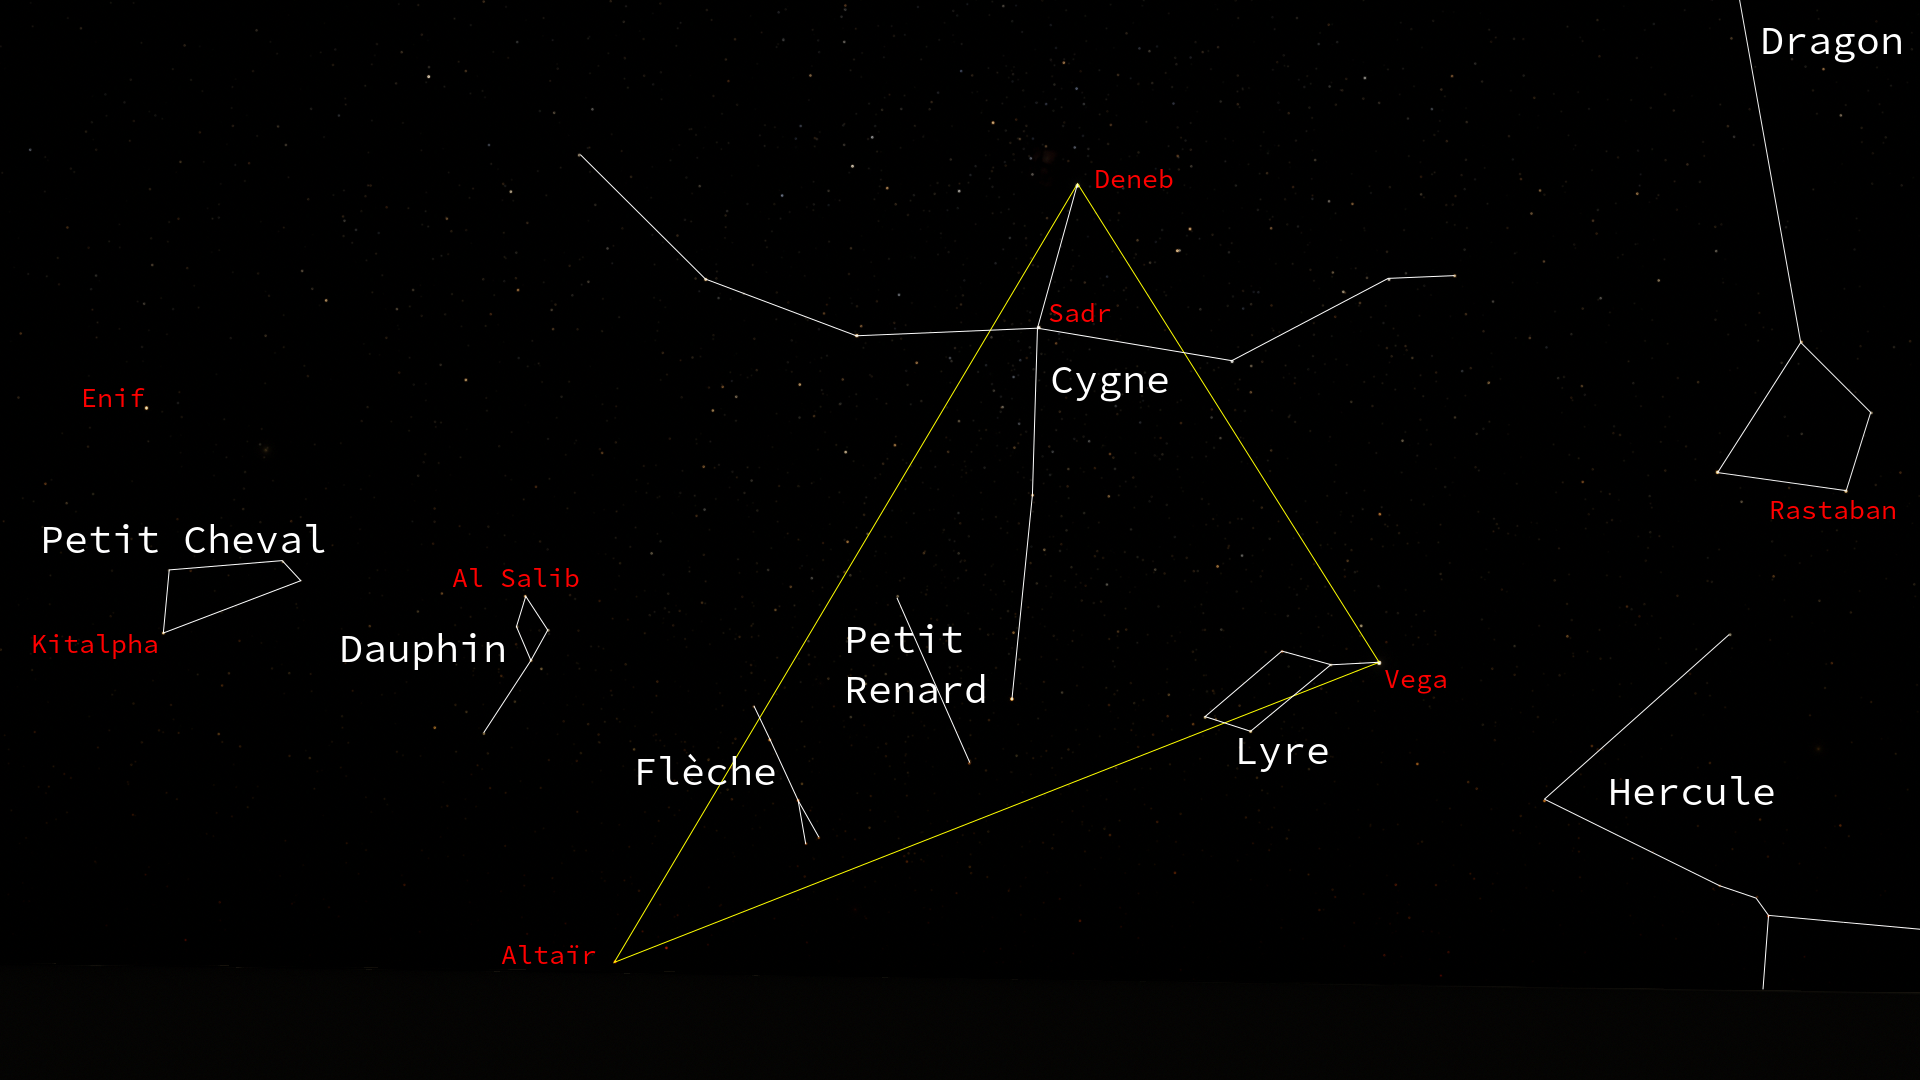 Dragon
Deneb
Sadr
Cygne
Enif
Rastaban
Petit Cheval
Al Salib
Kitalpha
Dauphin
Petit
Renard
Vega
Flèche
Lyre
Hercule
Altaïr